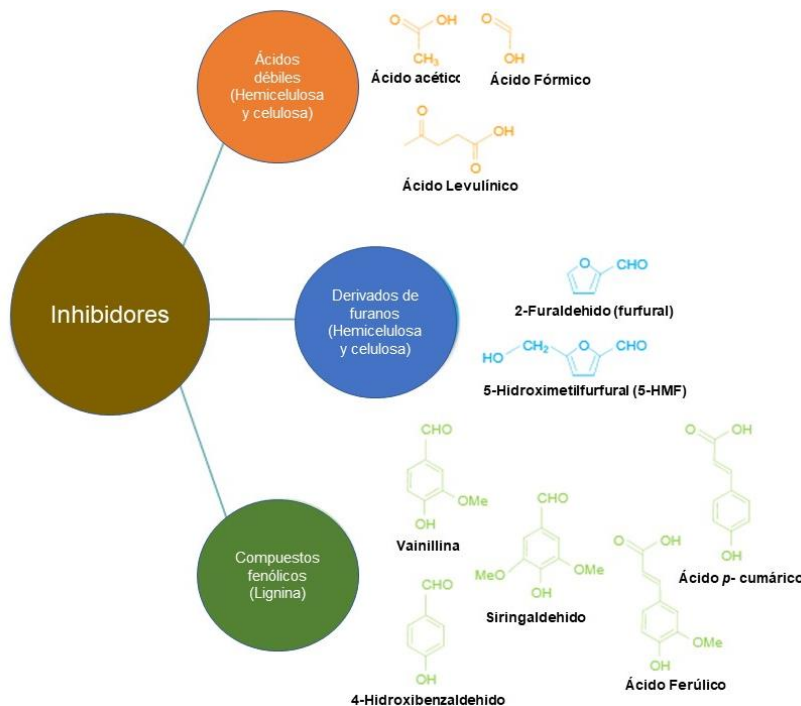 Inhibidores
Ácidos
débiles
(Hemicelulosa
y celulosa)
O
OH
CH3
Ácido acético
O
OH
Ácido Fórmico
O
OH
O
Ácido Levulínico
Derivados de
furanos
(Hemicelulosa
y celulosa)
O
CHO
2-Furaldehido (furfural)
HO
CH2
O
CHO
5-Hidroximetilfurfural (5-HMF)
Compuestos
fenólicos
(Lignina)
CHO
OMe
OH
Vainillina
CHO
MeO
OMe
OH
Siringaldehido
O
OH
OH
Ácido p- cumárico
CHO
OH
4-Hidroxibenzaldehido
O
OH
OMe
OH
Ácido Ferúlico